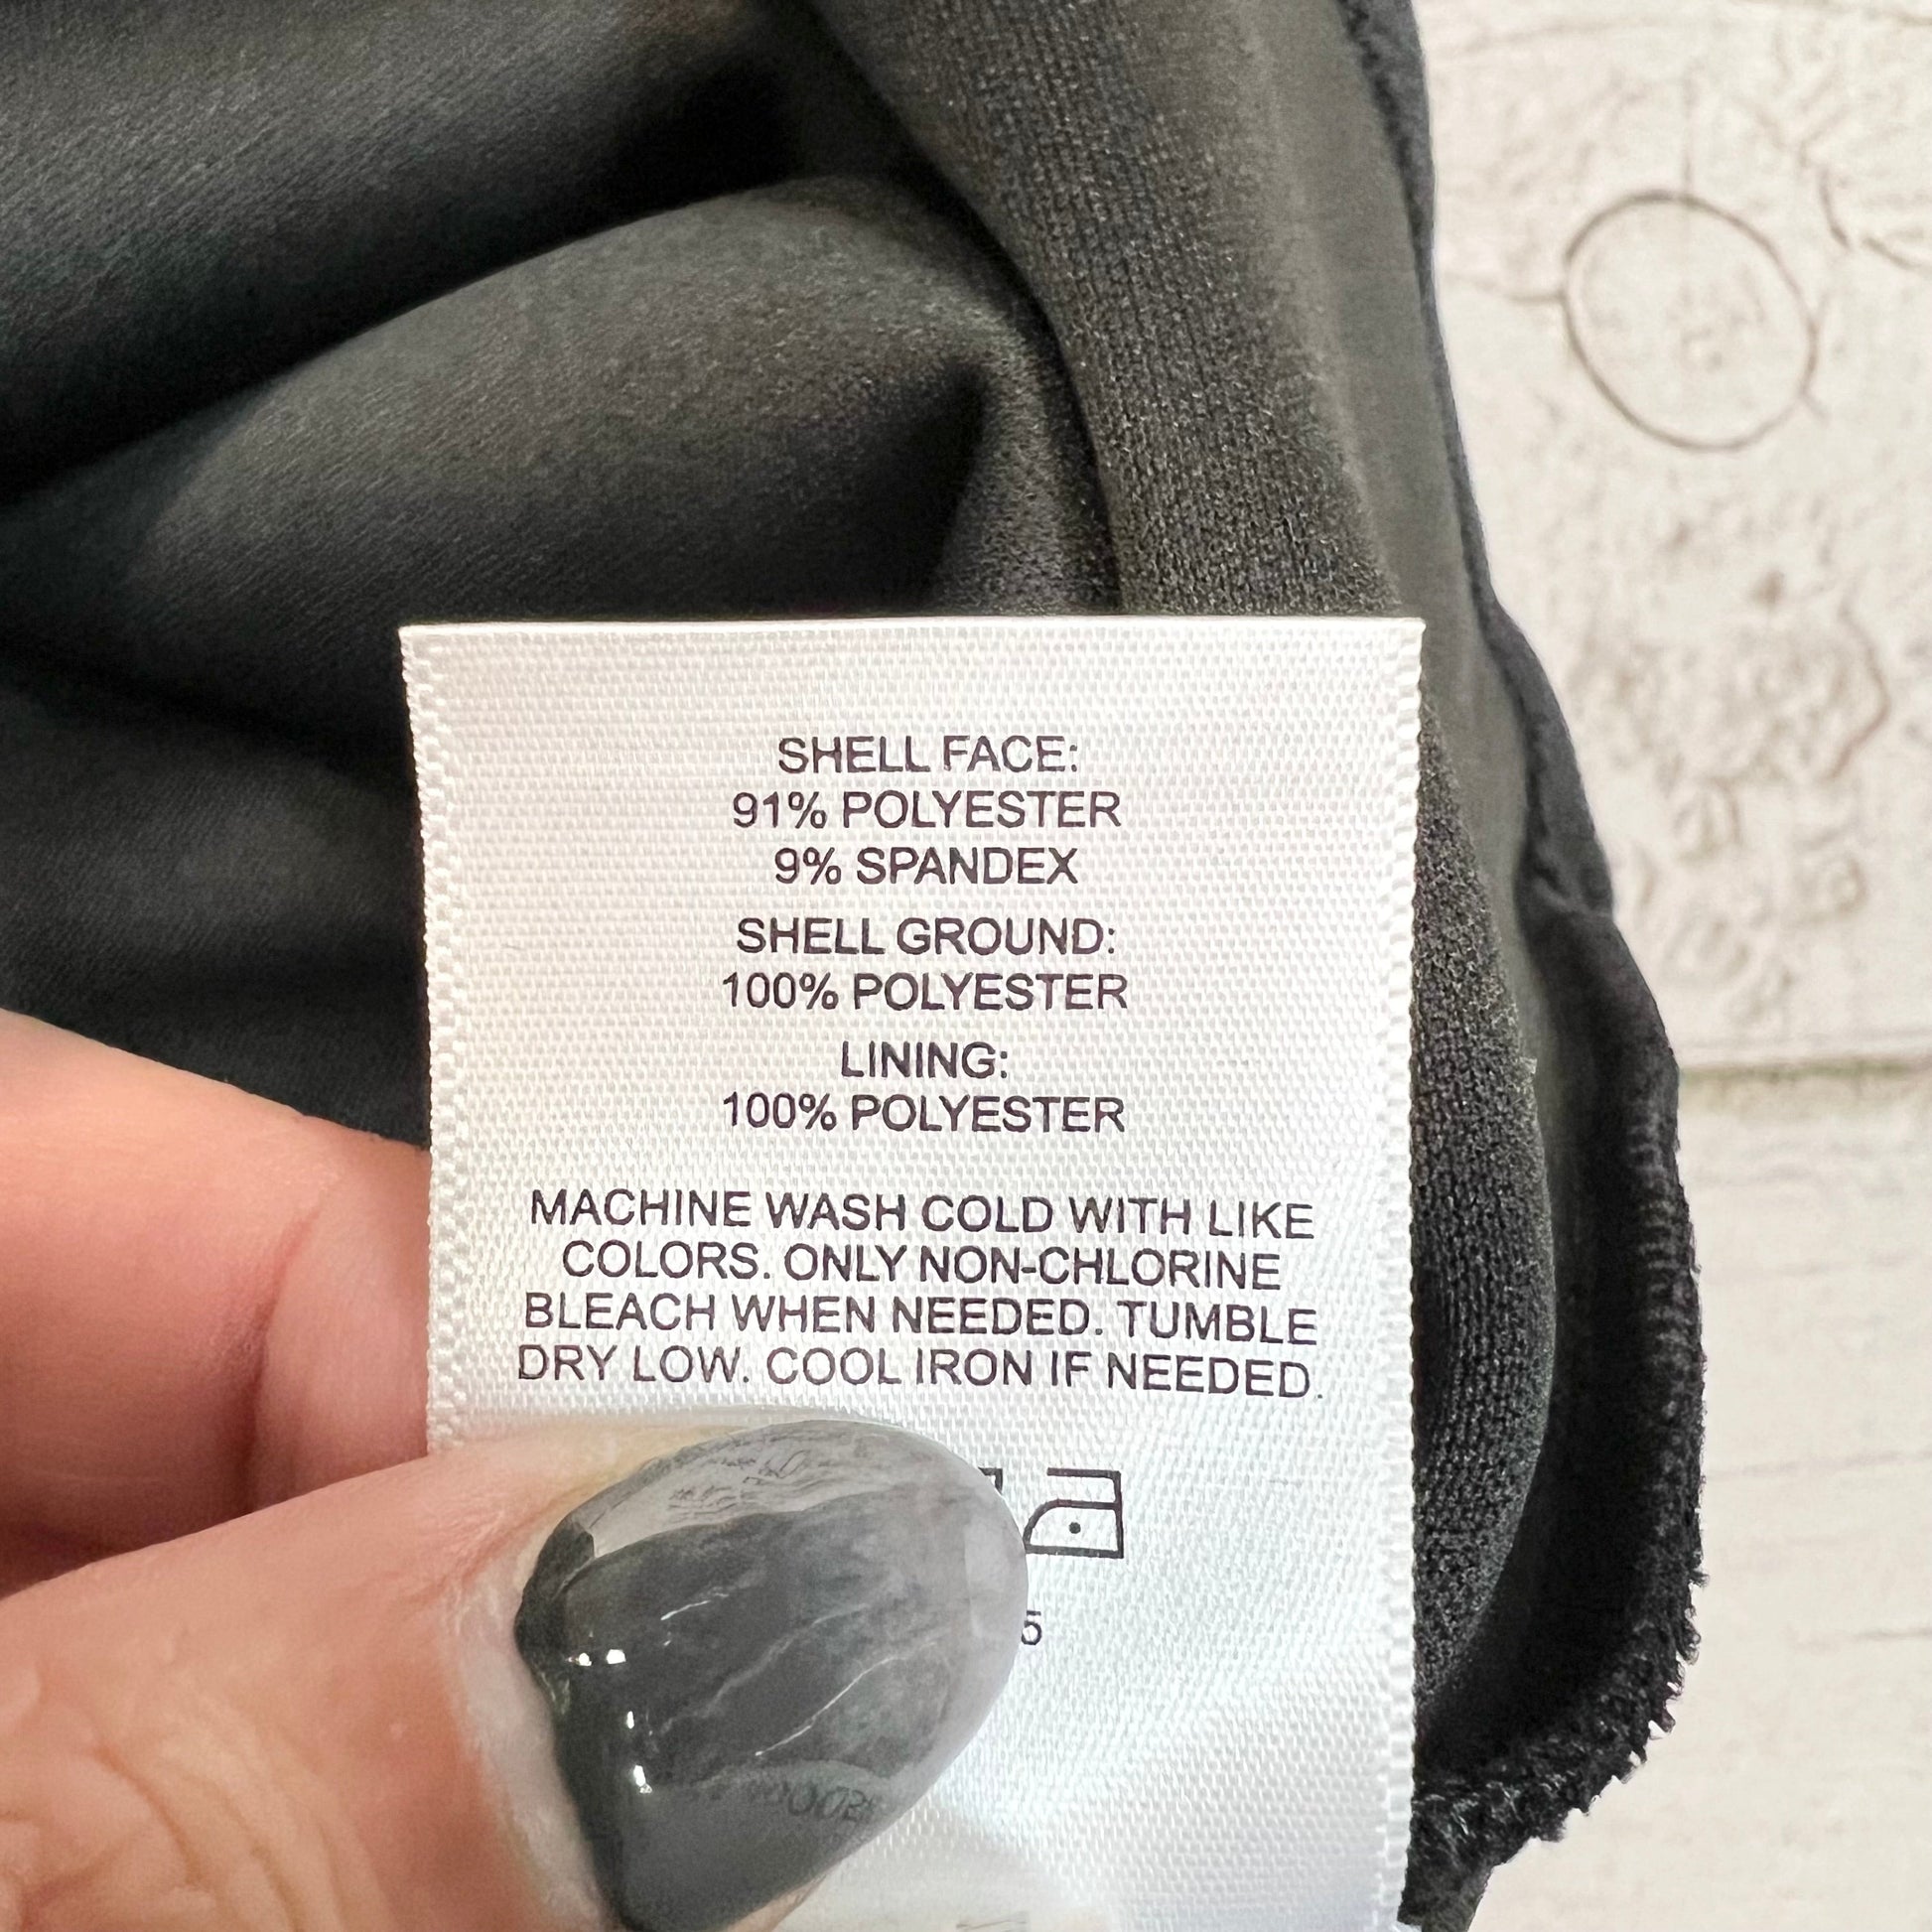 SHELL FACE:
91% POLYESTER
9% SPANDEX
SHELL GROUND:
100% POLYESTER
LINING:
100% POLYESTER
MACHINE WASH COLD WITH LIKE
COLORS. ONLY NON-CHLORINE
BLEACH WHEN NEEDED. TUMBLE
DRY LOW. COOL IRON IF NEEDED.